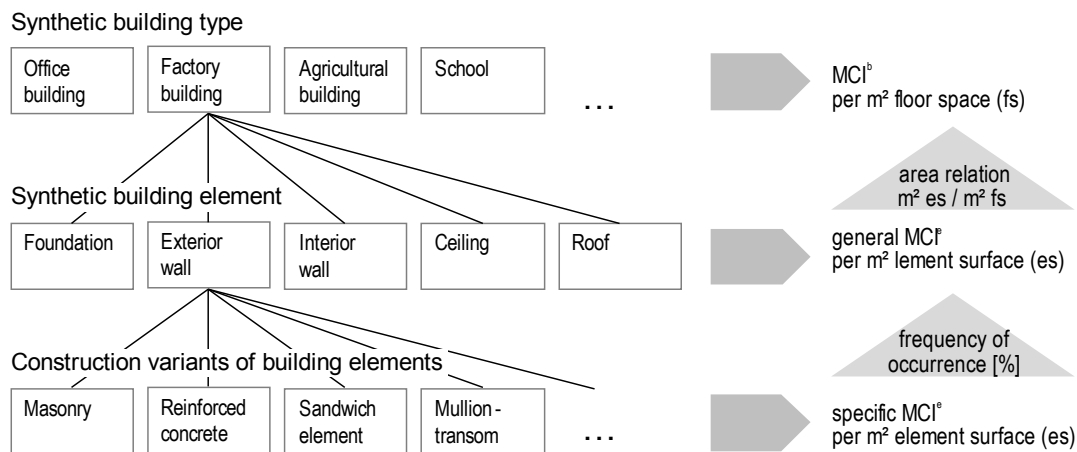 Synthetic building type
Office
building
Factory
building
Agricultural
building
School
...
MCIᵇ
per m² floor space (fs)
area relation
m² es / m² fs
Synthetic building element
Foundation
Exterior
wall
Interior
wall
Ceiling
Roof
general MCIᵉ
per m² lement surface (es)
frequency of
occurrence [%]
Construction variants of building elements
Masonry
Reinforced
concrete
Sandwich
element
Mullion -
transom
...
specific MCIᵉ
per m² element surface (es)